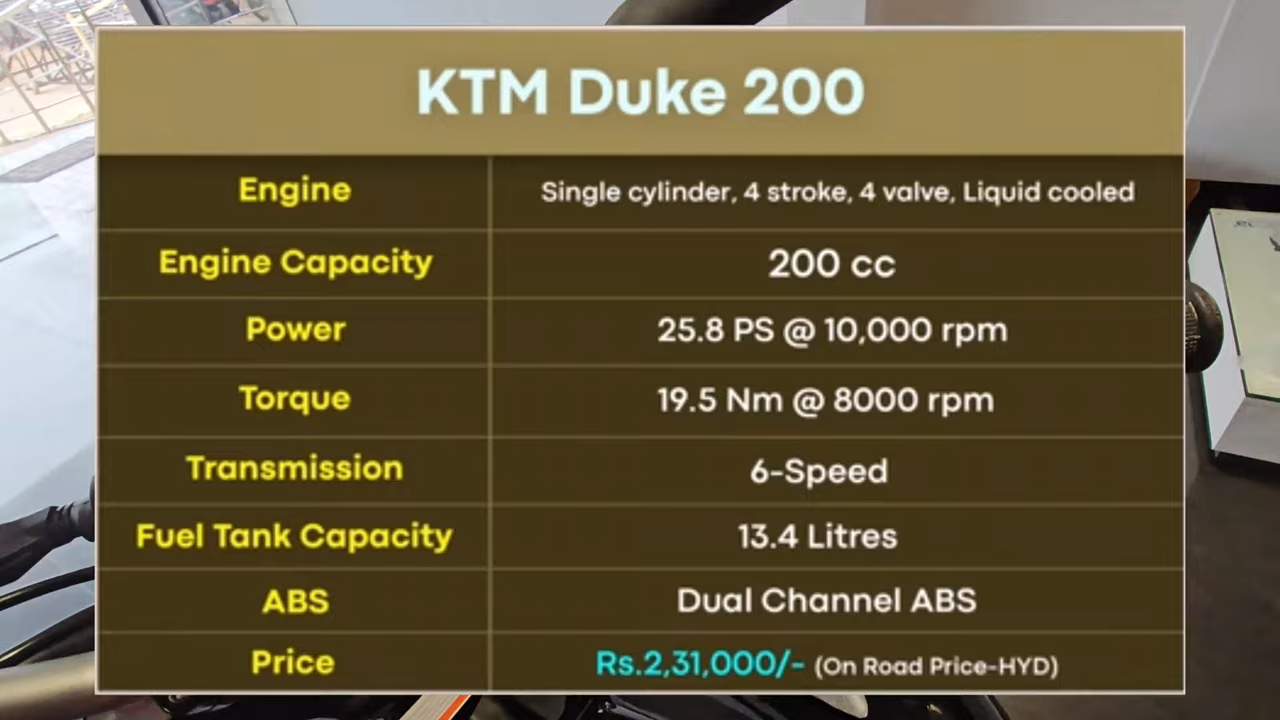 KTM Duke 200
Engine Single cylinder, 4 stroke, 4 valve, Liquid cooled
Engine Capacity 200 cc
Power 25.8 PS @ 10,000 rpm
Torque 19.5 Nm @ 8000 rpm
Transmission 6-Speed
Fuel Tank Capacity 13.4 Litres
ABS Dual Channel ABS
Price Rs.2,31,000/- (On Road Price-HYD)